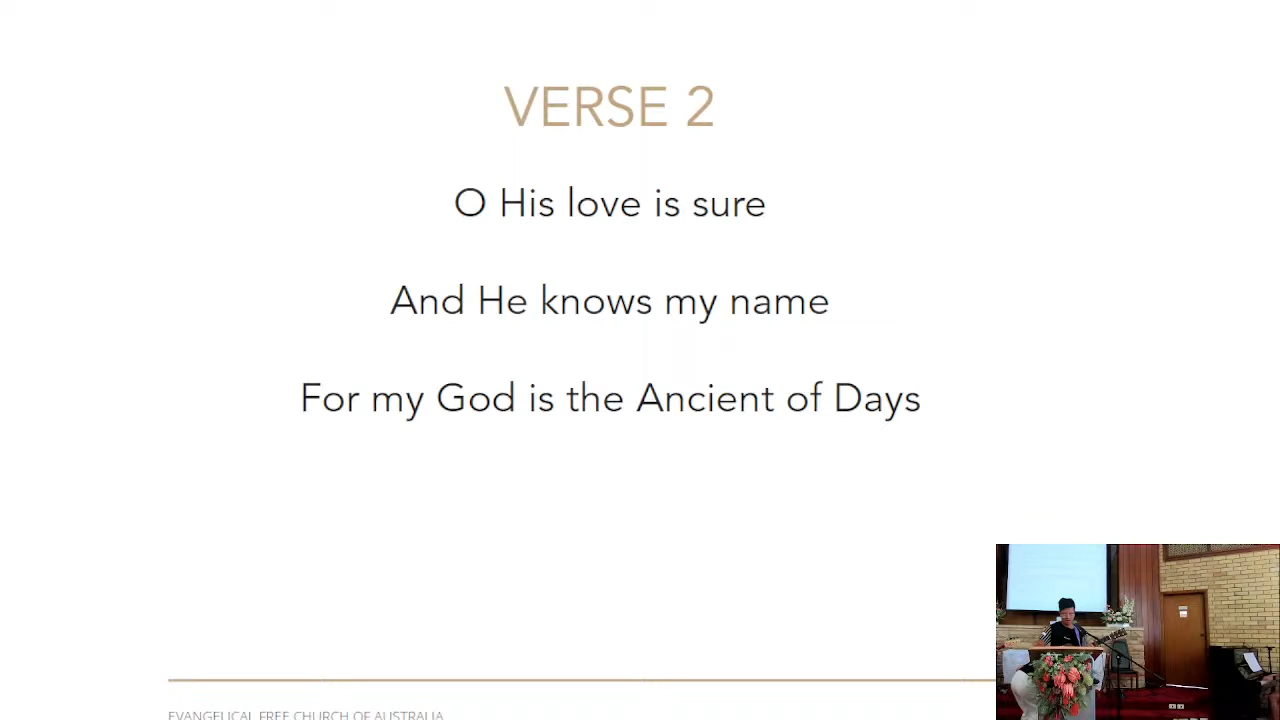 VERSE 2
O His love is sure
And He knows my name
For my God is the Ancient of Days
EVANGELICAL FREE CHURCH OF AUSTRALIA